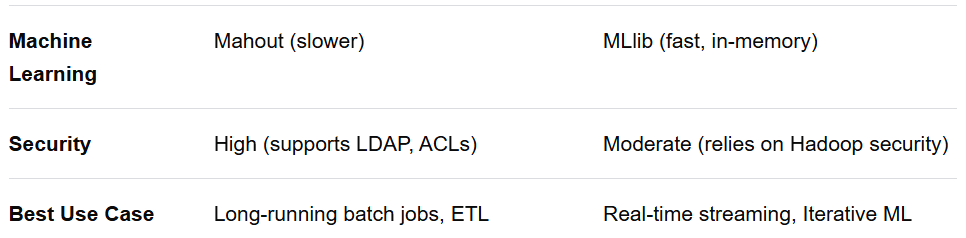 Machine Learning Mahout (slower) MLlib (fast, in-memory)
Security High (supports LDAP, ACLs) Moderate (relies on Hadoop security)
Best Use Case Long-running batch jobs, ETL Real-time streaming, Iterative ML